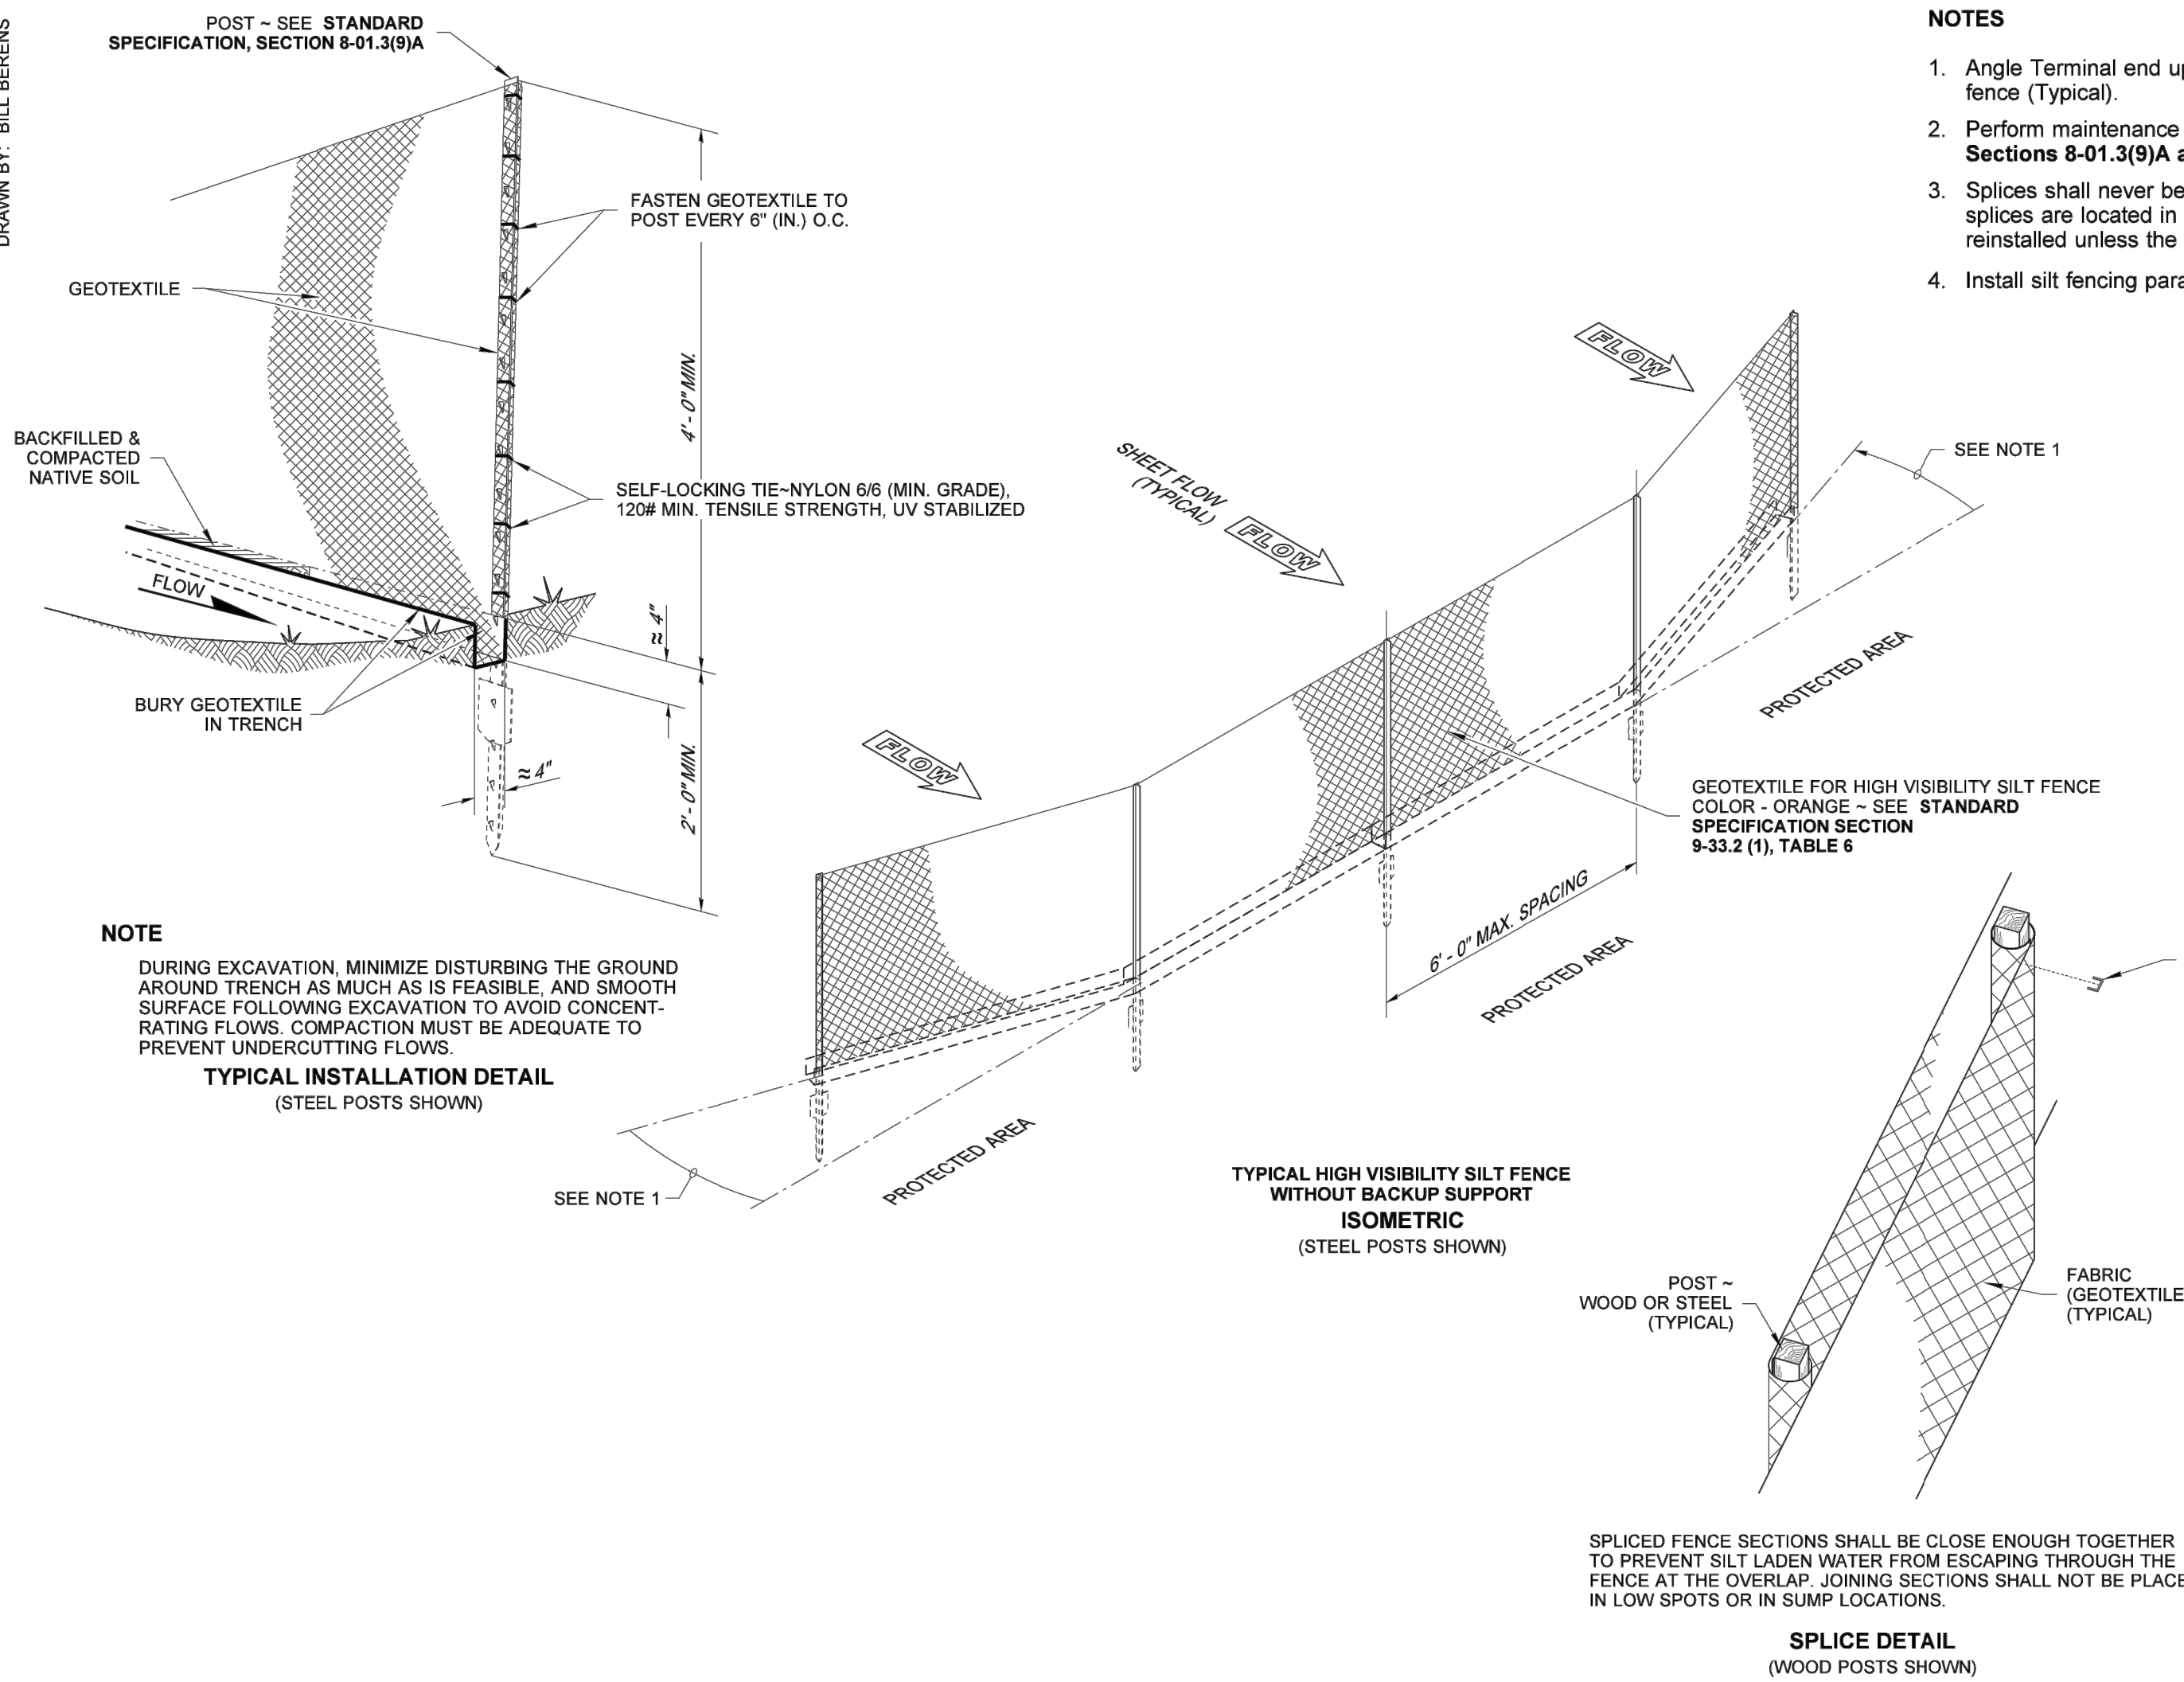 DRAWN BY: BILL BERENS
POST ~ SEE STANDARD
SPECIFICATION, SECTION 8-01.3(9)A
FASTEN GEOTEXTILE TO
POST EVERY 6" (IN.) O.C.
GEOTEXTILE
4' - 0" MIN.
BACKFILLED &
COMPACTED
NATIVE SOIL
SELF-LOCKING TIE~NYLON 6/6 (MIN. GRADE),
120# MIN. TENSILE STRENGTH, UV STABILIZED
FLOW
≈ 4"
BURY GEOTEXTILE
IN TRENCH
≈ 4"
2' - 0" MIN.
NOTE
DURING EXCAVATION, MINIMIZE DISTURBING THE GROUND
AROUND TRENCH AS MUCH AS IS FEASIBLE, AND SMOOTH
SURFACE FOLLOWING EXCAVATION TO AVOID CONCENT-
RATING FLOWS. COMPACTION MUST BE ADEQUATE TO
PREVENT UNDERCUTTING FLOWS.
TYPICAL INSTALLATION DETAIL
(STEEL POSTS SHOWN)
NOTES
1. Angle Terminal end up
fence (Typical).
2. Perform maintenance
Sections 8-01.3(9)A a
3. Splices shall never be
splices are located in
reinstalled unless the
4. Install silt fencing para
FLOW
SEE NOTE 1
SHEET FLOW
(TYPICAL)
FLOW
PROTECTED AREA
FLOW
GEOTEXTILE FOR HIGH VISIBILITY SILT FENCE
COLOR - ORANGE ~ SEE STANDARD
SPECIFICATION SECTION
9-33.2 (1), TABLE 6
6' - 0" MAX. SPACING
PROTECTED AREA
PROTECTED AREA
SEE NOTE 1
TYPICAL HIGH VISIBILITY SILT FENCE
WITHOUT BACKUP SUPPORT
ISOMETRIC
(STEEL POSTS SHOWN)
POST ~
WOOD OR STEEL
(TYPICAL)
FABRIC
(GEOTEXTILE
(TYPICAL)
SPLICED FENCE SECTIONS SHALL BE CLOSE ENOUGH TOGETHER
TO PREVENT SILT LADEN WATER FROM ESCAPING THROUGH THE
FENCE AT THE OVERLAP. JOINING SECTIONS SHALL NOT BE PLACE
IN LOW SPOTS OR IN SUMP LOCATIONS.
SPLICE DETAIL
(WOOD POSTS SHOWN)